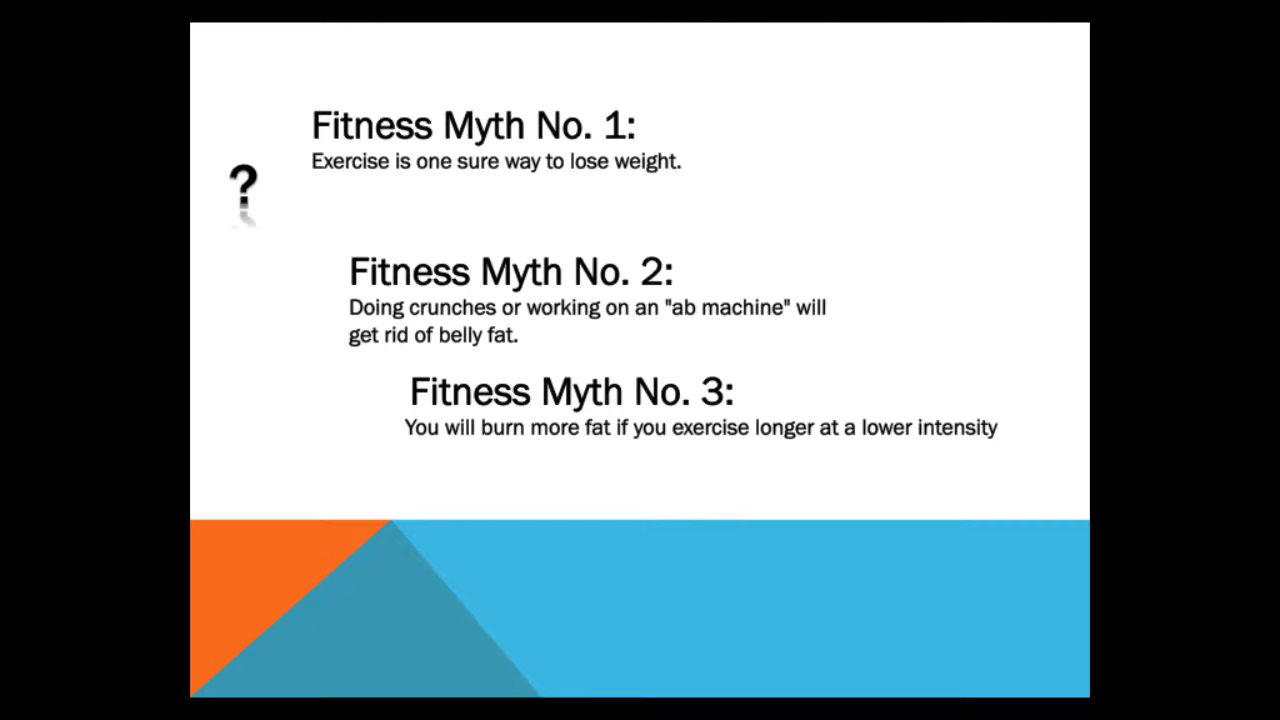 Fitness Myth No. 1:
Exercise is one sure way to lose weight.
?
Fitness Myth No. 2:
Doing crunches or working on an "ab machine" will
get rid of belly fat.
Fitness Myth No. 3:
You will burn more fat if you exercise longer at a lower intensity